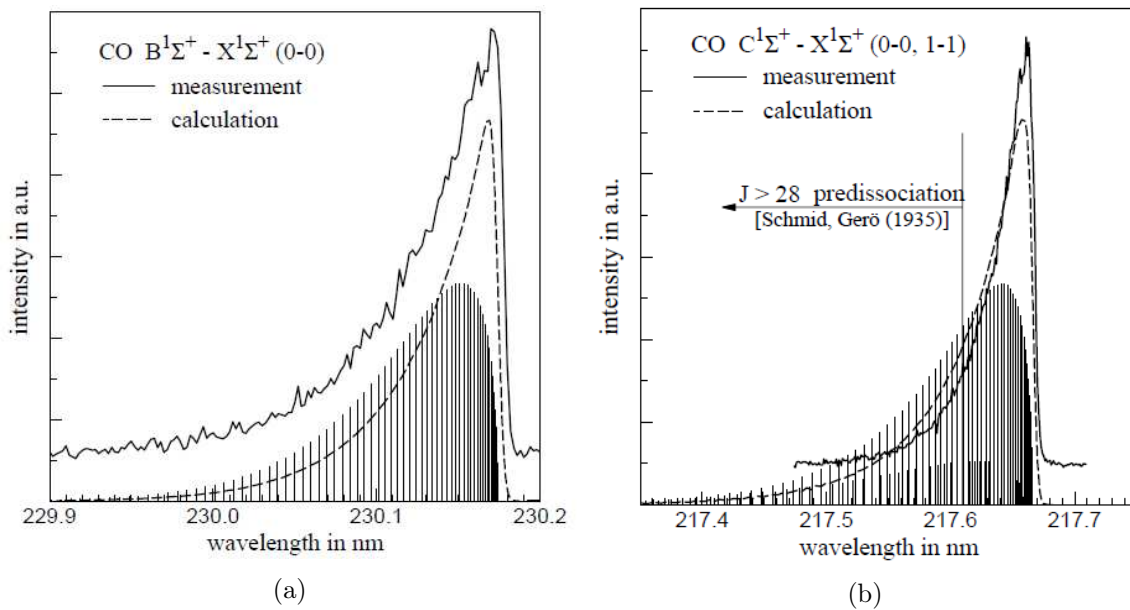 CO B¹Σ⁺ - X¹Σ⁺ (0-0)
measurement
calculation
intensity in a.u.
229.9 230.0 230.1 230.2
wavelength in nm
(a)
CO C¹Σ⁺ - X¹Σ⁺ (0-0, 1-1)
measurement
calculation
J > 28 predissociation
[Schmid, Gerö (1935)]
intensity in a.u.
217.4 217.5 217.6 217.7
wavelength in nm
(b)